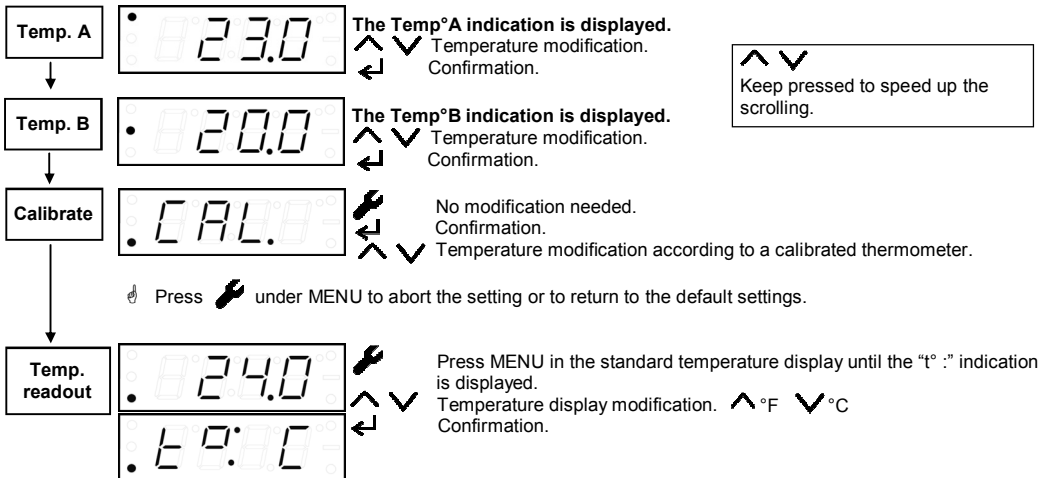 Temp. A
23.0
The Temp°A indication is displayed.
Temperature modification.
Confirmation.
Keep pressed to speed up the
scrolling.
Temp. B
20.0
The Temp°B indication is displayed.
Temperature modification.
Confirmation.
Calibrate
CAL.
No modification needed.
Confirmation.
Temperature modification according to a calibrated thermometer.
Press under MENU to abort the setting or to return to the default settings.
Temp.
readout
24.0
Press MENU in the standard temperature display until the “t° :” indication
is displayed.
Temperature display modification. °F °C
Confirmation.
t°: C